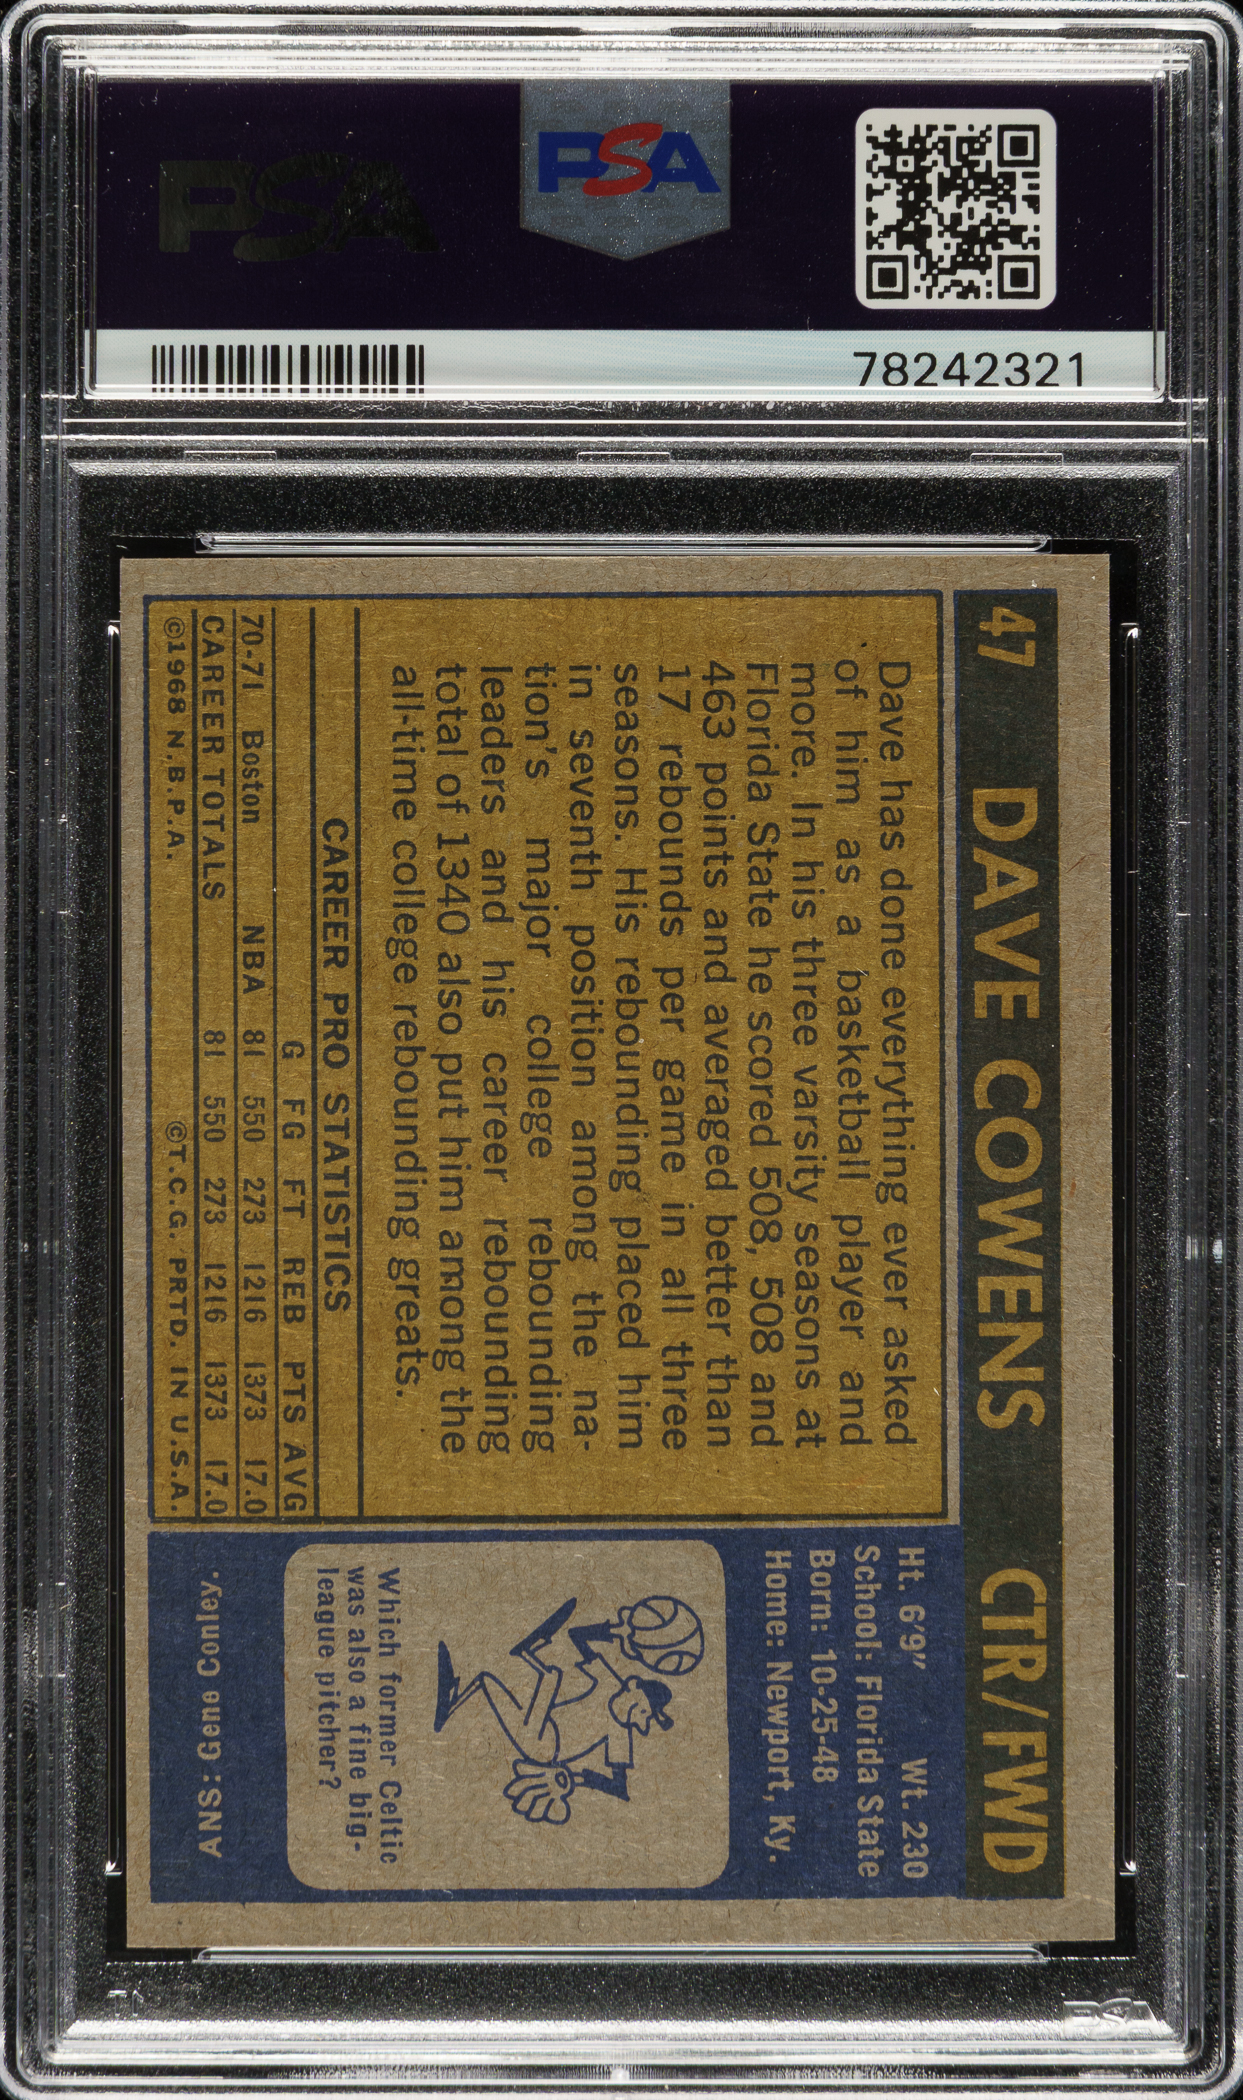 PSA
PSA
78242321
47 DAVE COWENS CTR/FWD
Dave has done everything ever asked
of him as a basketball player and
more. In his three varsity seasons at
Florida State he scored 508, 508 and
463 points and averaged better than
17 rebounds per game in all three
seasons. His rebounding placed him
in seventh position among the na-
tion's major college rebounding
leaders and his career rebounding
total of 1340 also put him among the
all-time college rebounding greats.
CAREER PRO STATISTICS
G FG FT REB PTS AVG
70-71 Boston NBA 81 550 273 1216 1373 17.0
CAREER TOTALS 81 550 273 1216 1373 17.0
©1968 N.B.P.A. ©T.C.G. PRTD. IN U.S.A.
Ht. 6'9" Wt. 230
School: Florida State
Born: 10-25-48
Home: Newport, Ky.
Which former Celtic
was also a fine big-
league pitcher?
ANS: Gene Conley.